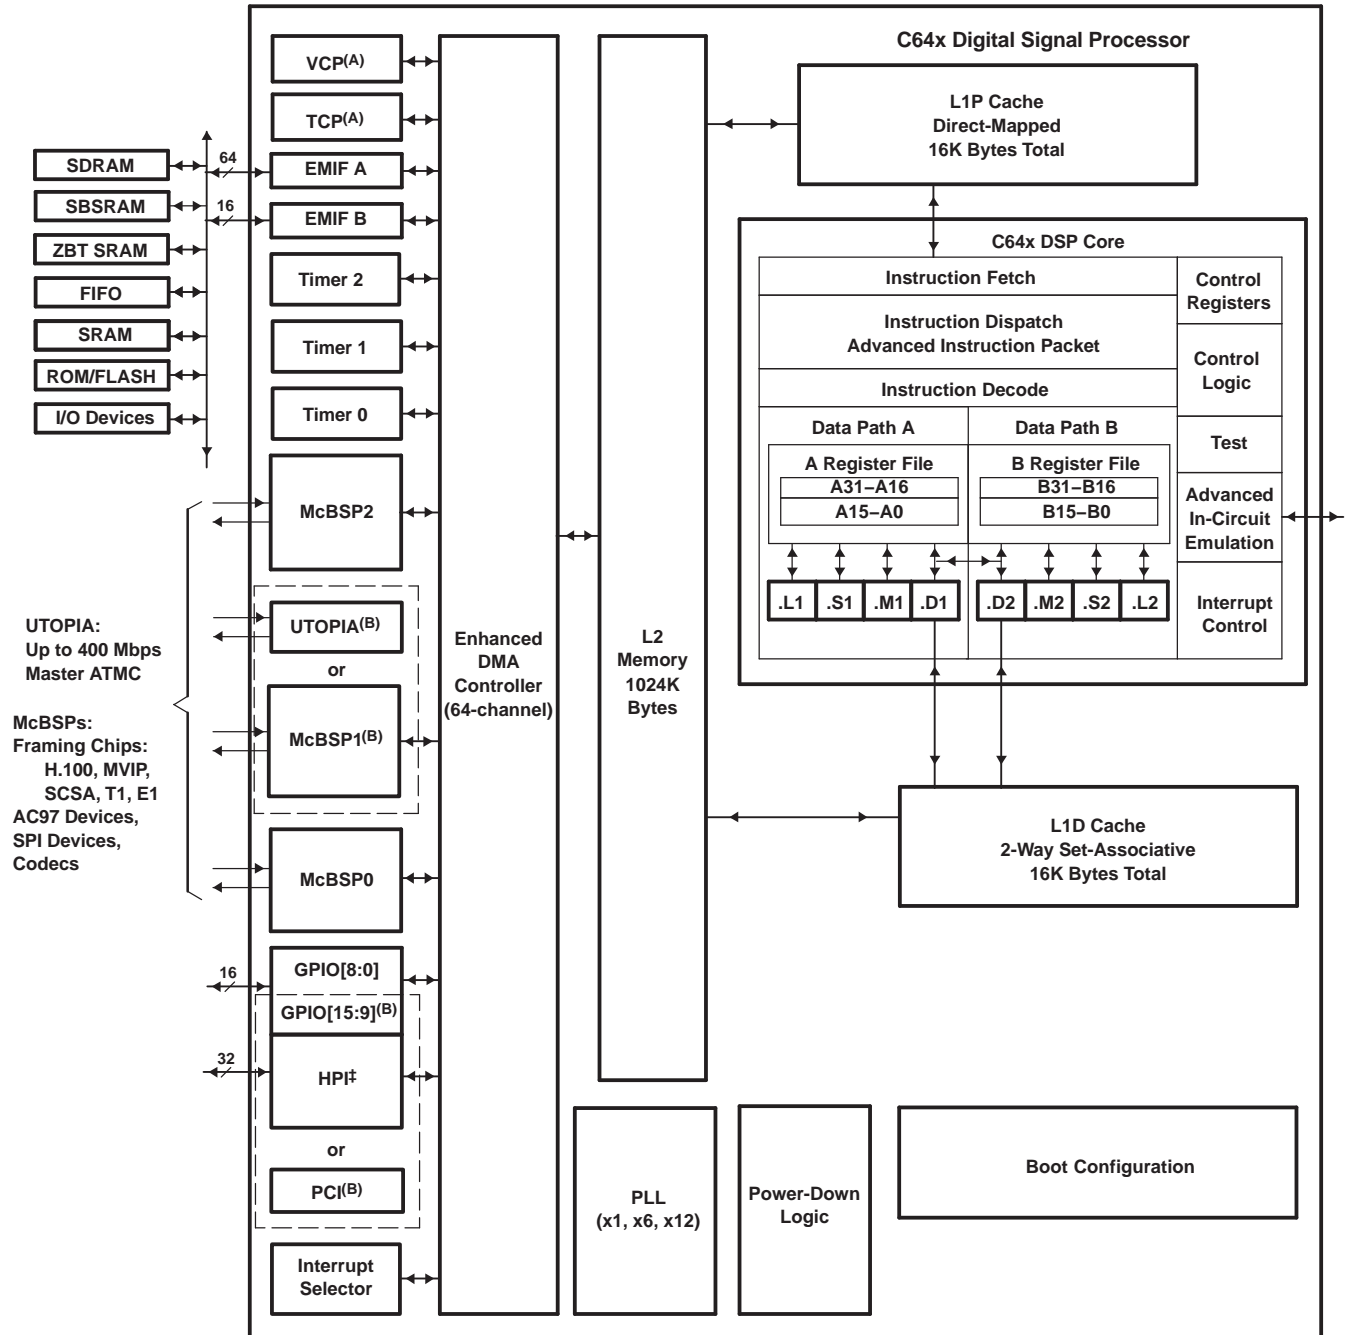 C64x Digital Signal Processor
VCP(A)
TCP(A)
EMIF A
EMIF B
Timer 2
Timer 1
Timer 0
64
16
SDRAM
SBSRAM
ZBT SRAM
FIFO
SRAM
ROM/FLASH
I/O Devices
McBSP2
UTOPIA(B)
or
McBSP1(B)
McBSP0
UTOPIA:
Up to 400 Mbps
Master ATMC
McBSPs:
Framing Chips:
H.100, MVIP,
SCSA, T1, E1
AC97 Devices,
SPI Devices,
Codecs
16
GPIO[8:0]
GPIO[15:9](B)
32
HPI‡
or
PCI(B)
Interrupt
Selector
Enhanced
DMA
Controller
(64-channel)
L2
Memory
1024K
Bytes
L1P Cache
Direct-Mapped
16K Bytes Total
C64x DSP Core
Instruction Fetch
Instruction Dispatch
Advanced Instruction Packet
Instruction Decode
Data Path A
Data Path B
A Register File
A31–A16
A15–A0
B Register File
B31–B16
B15–B0
.L1 .S1 .M1 .D1 .D2 .M2 .S2 .L2
Control
Registers
Control
Logic
Test
Advanced
In-Circuit
Emulation
Interrupt
Control
L1D Cache
2-Way Set-Associative
16K Bytes Total
PLL
(x1, x6, x12)
Power-Down
Logic
Boot Configuration